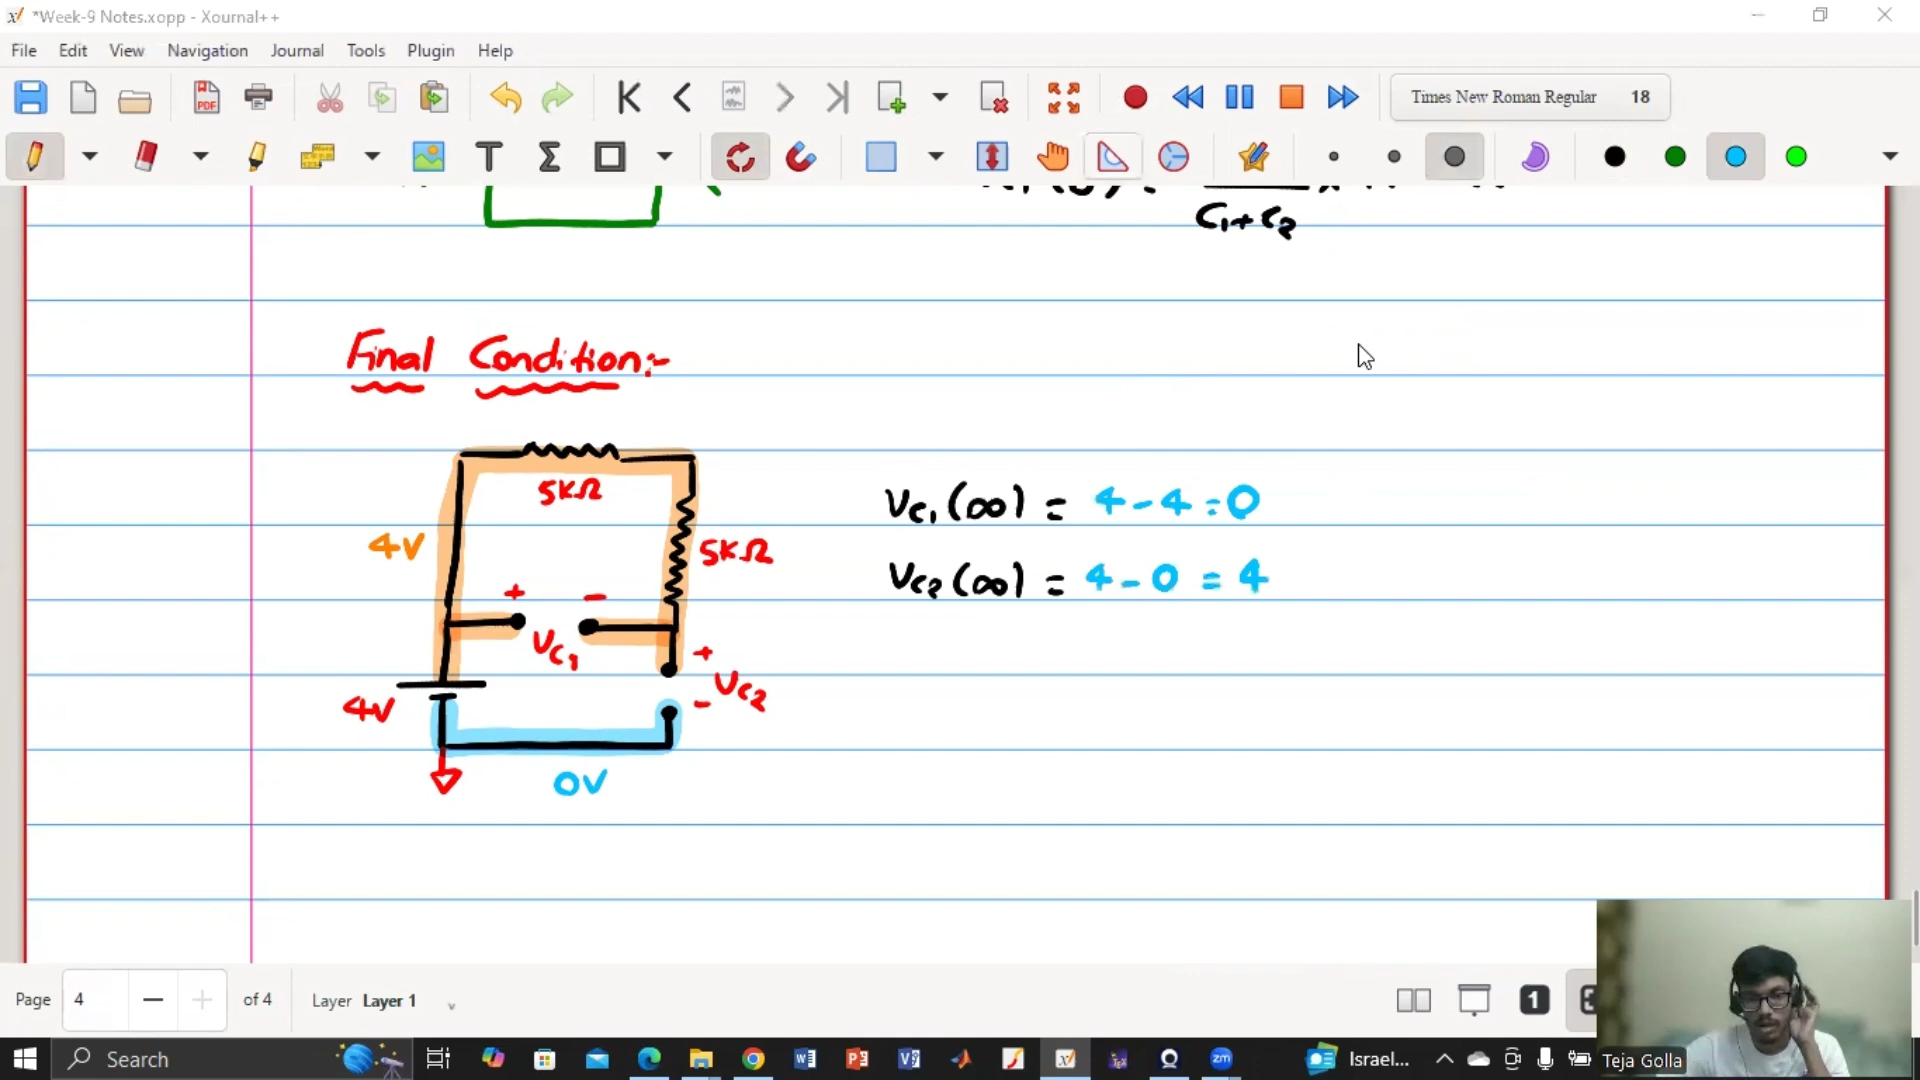 *Week-9 Notes.xopp - Xournal++
File Edit View Navigation Journal Tools Plugin Help
PDF
Times New Roman Regular 18
C₁+C₂
Final Condition:-
5KΩ
4V
5KΩ
Vc₁(∞) = 4 - 4 = 0
Vc₂(∞) = 4 - 0 = 4
+ -
Vc₁
+
Vc₂
-
4V
0V
Page 4 of 4 Layer Layer 1
1
Search
Israel...
Teja Golla